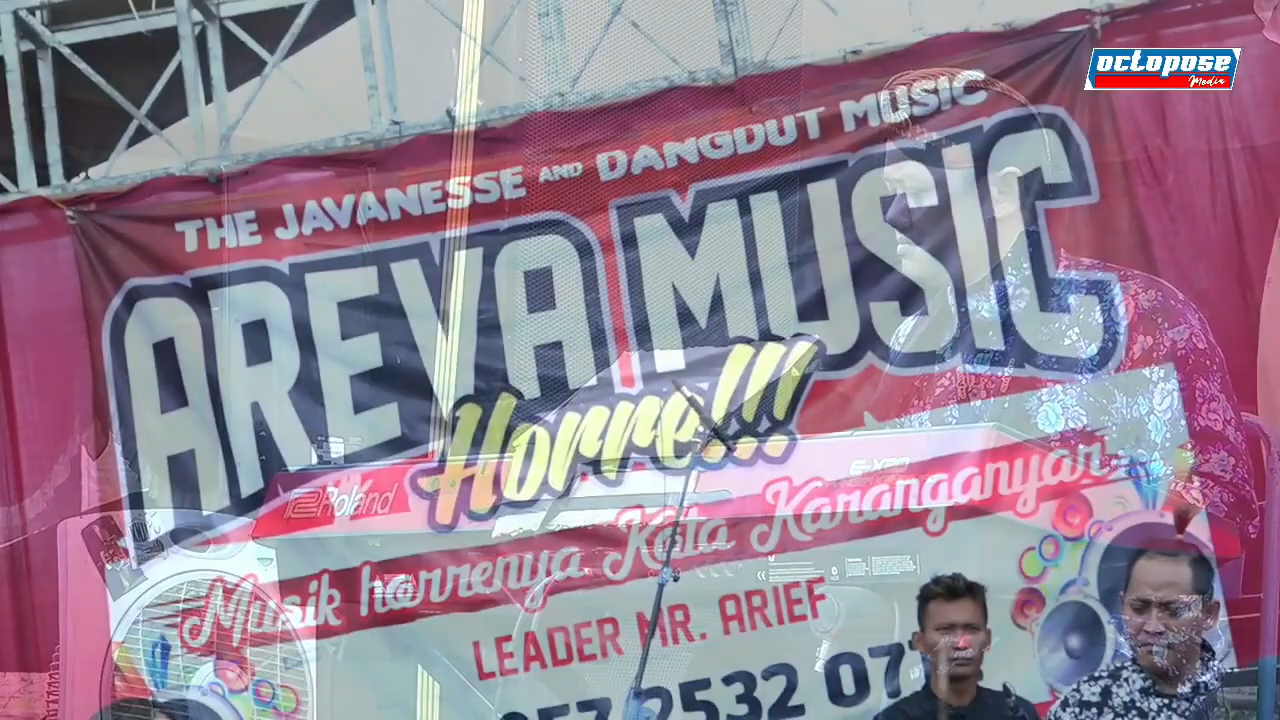 octopose
Media
THE JAVANESSE AND DANGDUT MUSIC
AREVA MUSIC
Horre!!!
Roland
Musik horrenya Kota Karanganyar
LEADER MR. ARIEF
057 2532 07